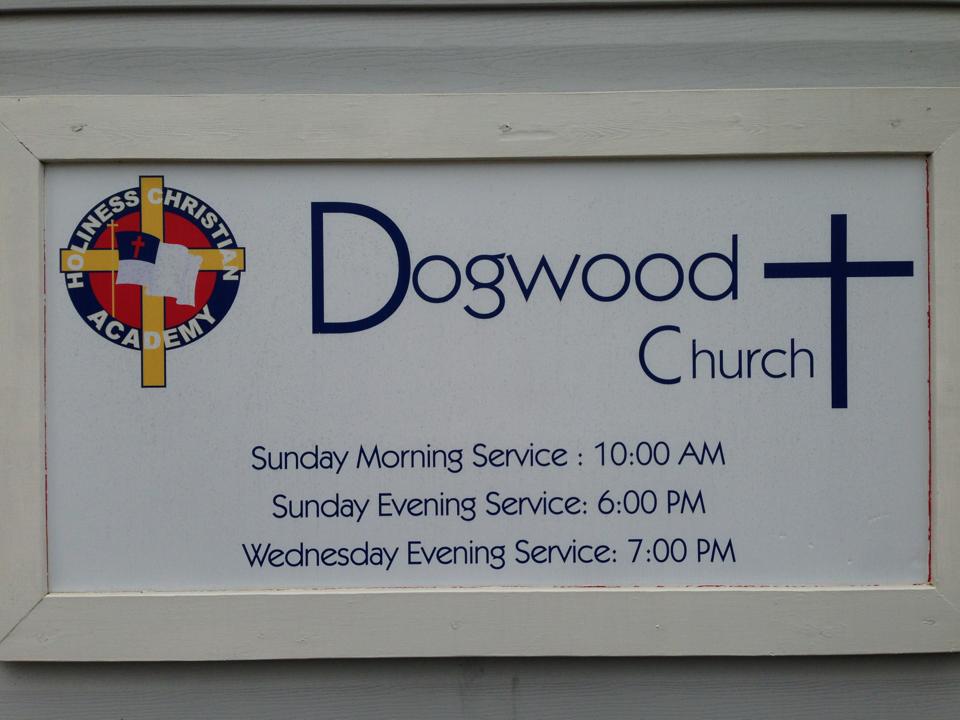 HOLINESS CHRISTIAN
ACADEMY
Dogwood
Church
Sunday Morning Service : 10:00 AM
Sunday Evening Service: 6:00 PM
Wednesday Evening Service: 7:00 PM